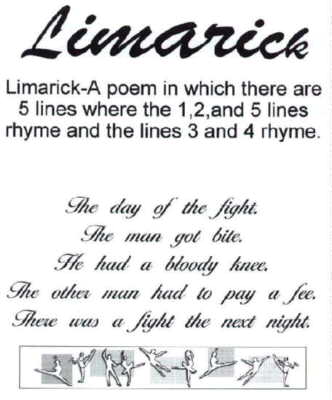 Limarick
Limarick-A poem in which there are
5 lines where the 1,2,and 5 lines
rhyme and the lines 3 and 4 rhyme.
The day of the fight.
The man got bite.
He had a bloody knee.
The other man had to pay a fee.
There was a fight the next night.